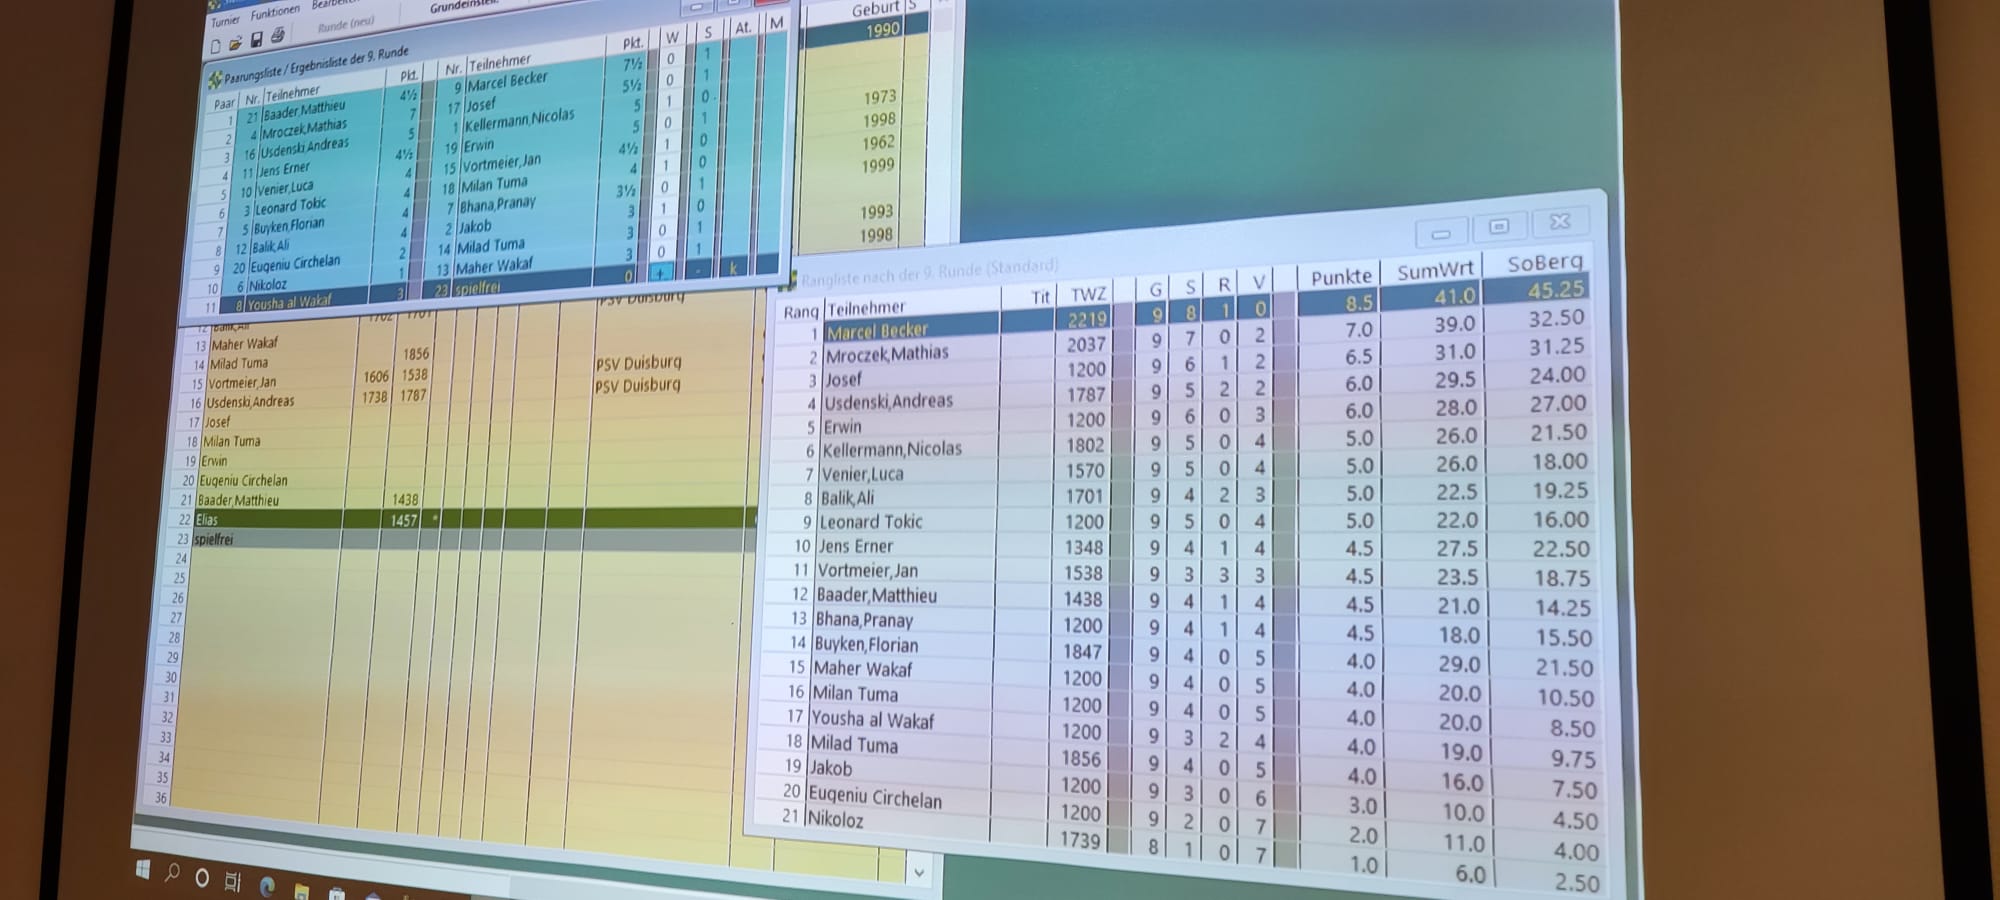 Turnier Funktionen
Runde (neu)
Paarungsliste / Ergebnisliste der 9. Runde
Paar Nr. Teilnehmer Pkt. Nr. Teilnehmer Pkt. W S At. M
1 21 Baader,Matthieu 4½ 9 Marcel Becker 7½ 0 1
2 4 Mroczek,Mathias 7 17 Josef 5½ 0 1
3 16 Usdenski,Andreas 5 1 Kellermann,Nicolas 5 1 0
4 11 Jens Erner 4½ 19 Erwin 5 0 1
5 10 Venier,Luca 4 15 Vortmeier,Jan 4½ 1 0
6 3 Leonard Tokic 4 18 Milan Tuma 4 1 0
7 5 Buyken,Florian 4 7 Bhana,Pranay 3½ 0 1
8 12 Balik,Ali 4 2 Jakob 3 1 0
9 20 Eugeniu Circhelan 2 14 Milad Tuma 3 0 1
10 6 Nikoloz 1 13 Maher Wakaf 3 0 1
11 8 Yousha al Wakaf 3 23 spielfrei 0 + - k
Geburt S
1990
1973
1998
1962
1999
1993
1998
PSV Duisburg
12 Balik,Ali 1702 1701
13 Maher Wakaf
14 Milad Tuma 1856
15 Vortmeier,Jan 1606 1538 PSV Duisburg
16 Usdenski,Andreas 1738 1787 PSV Duisburg
17 Josef
18 Milan Tuma
19 Erwin
20 Eugeniu Circhelan
21 Baader,Matthieu 1438
22 Elias 1457 *
23 spielfrei
24
25
26
27
28
29
30
31
32
33
34
35
36
Rangliste nach der 9. Runde (Standard)
Rang Teilnehmer Tit TWZ G S R V Punkte SumWrt SoBerg
1 Marcel Becker 2219 9 8 1 0 8.5 41.0 45.25
2 Mroczek,Mathias 2037 9 7 0 2 7.0 39.0 32.50
3 Josef 1200 9 6 1 2 6.5 31.0 31.25
4 Usdenski,Andreas 1787 9 5 2 2 6.0 29.5 24.00
5 Erwin 1200 9 6 0 3 6.0 28.0 27.00
6 Kellermann,Nicolas 1802 9 5 0 4 5.0 26.0 21.50
7 Venier,Luca 1570 9 5 0 4 5.0 26.0 18.00
8 Balik,Ali 1701 9 4 2 3 5.0 22.5 19.25
9 Leonard Tokic 1200 9 5 0 4 5.0 22.0 16.00
10 Jens Erner 1348 9 4 1 4 4.5 27.5 22.50
11 Vortmeier,Jan 1538 9 3 3 3 4.5 23.5 18.75
12 Baader,Matthieu 1438 9 4 1 4 4.5 21.0 14.25
13 Bhana,Pranay 1200 9 4 1 4 4.5 18.0 15.50
14 Buyken,Florian 1847 9 4 0 5 4.0 29.0 21.50
15 Maher Wakaf 1200 9 4 0 5 4.0 20.0 10.50
16 Milan Tuma 1200 9 4 0 5 4.0 20.0 8.50
17 Yousha al Wakaf 1200 9 3 2 4 4.0 19.0 9.75
18 Milad Tuma 1856 9 4 0 5 4.0 16.0 7.50
19 Jakob 1200 9 3 0 6 3.0 10.0 4.50
20 Eugeniu Circhelan 1200 9 2 0 7 2.0 11.0 4.00
21 Nikoloz 1739 8 1 0 7 1.0 6.0 2.50